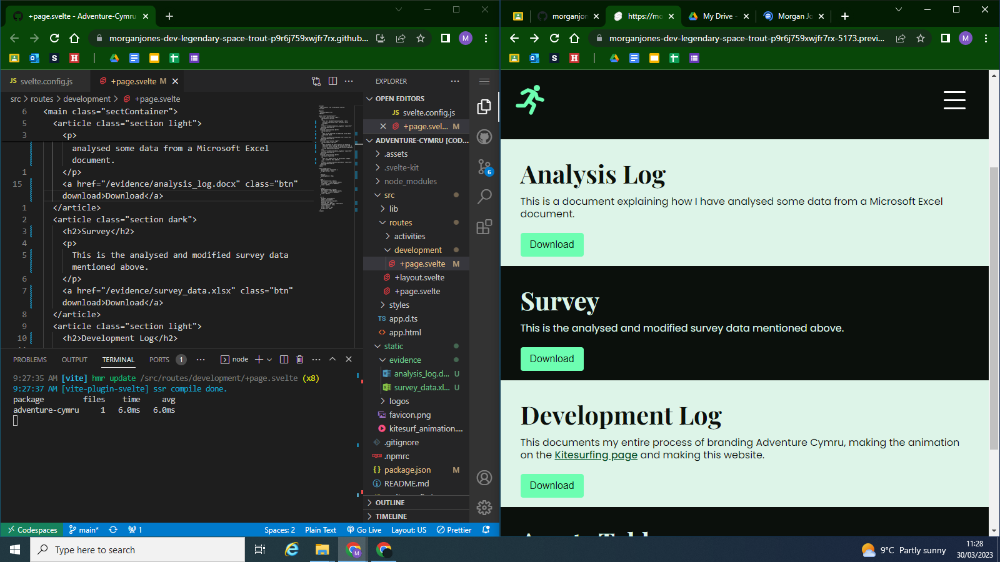 +page.svelte - Adventure-Cymru
morganjones-dev-legendary-space-trout-p9r6j759xwjfr7rx.github...
M
S
H
svelte.config.js
+page.svelte M
src > routes > development > +page.svelte
6 <main class="sectContainer">
5 <article class="section light">
3 <p>
analysed some data from a Microsoft Excel
document.
1 </p>
15 <a href="/evidence/analysis_log.docx" class="btn"
download>Download</a>
1 </article>
2 <article class="section dark">
3 <h2>Survey</h2>
4 <p>
5 This is the analysed and modified survey data
mentioned above.
6 </p>
7 <a href="/evidence/survey_data.xlsx" class="btn"
download>Download</a>
8 </article>
9 <article class="section light">
10 <h2>Development Log</h2>
PROBLEMS OUTPUT TERMINAL PORTS 1 ... node
9:27:35 AM [vite] hmr update /src/routes/development/+page.svelte (x8)
9:27:37 AM [vite-plugin-svelte] ssr compile done.
package files time avg
adventure-cymru 1 6.0ms 6.0ms
EXPLORER
OPEN EDITORS
JS svelte.config.js
+page.svel... M
ADVENTURE-CYMRU [COD...
.assets
.svelte-kit
node_modules
src
lib
routes
activities
development
+page.svelte M
+layout.svelte
+page.svelte
styles
TS app.d.ts
app.html
static
evidence
analysis_log.d... U
survey_data.xl... U
logos
favicon.png
kitesurf_animation....
.gitignore
.npmrc
package.json M
README.md
OUTLINE
TIMELINE
6
Codespaces main* 1 Spaces: 2 Plain Text Go Live Layout: US Prettier
morganjon
https://mo
My Drive -
Morgan Jo
morganjones-dev-legendary-space-trout-p9r6j759xwjfr7rx-5173.previ...
M
S
H
Analysis Log
This is a document explaining how I have analysed some data from a Microsoft Excel
document.
Download
Survey
This is the analysed and modified survey data mentioned above.
Download
Development Log
This documents my entire process of branding Adventure Cymru, making the animation
on the Kitesurfing page and making this website.
Download
Type here to search
9°C Partly sunny
11:28
30/03/2023